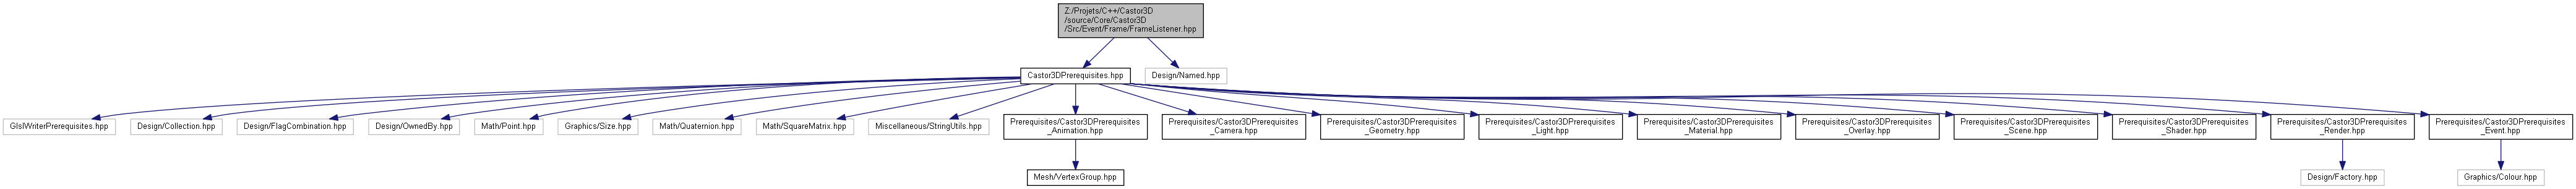 Z:/Projets/C++/Castor3D
/source/Core/Castor3D
/Src/Event/Frame/FrameListener.hpp
Castor3DPrerequisites.hpp
Design/Named.hpp
GlslWriterPrerequisites.hpp
Design/Collection.hpp
Design/FlagCombination.hpp
Design/OwnedBy.hpp
Math/Point.hpp
Graphics/Size.hpp
Math/Quaternion.hpp
Math/SquareMatrix.hpp
Miscellaneous/StringUtils.hpp
Prerequisites/Castor3DPrerequisites
_Animation.hpp
Prerequisites/Castor3DPrerequisites
_Camera.hpp
Prerequisites/Castor3DPrerequisites
_Geometry.hpp
Prerequisites/Castor3DPrerequisites
_Light.hpp
Prerequisites/Castor3DPrerequisites
_Material.hpp
Prerequisites/Castor3DPrerequisites
_Overlay.hpp
Prerequisites/Castor3DPrerequisites
_Scene.hpp
Prerequisites/Castor3DPrerequisites
_Shader.hpp
Prerequisites/Castor3DPrerequisites
_Render.hpp
Prerequisites/Castor3DPrerequisites
_Event.hpp
Mesh/VertexGroup.hpp
Design/Factory.hpp
Graphics/Colour.hpp